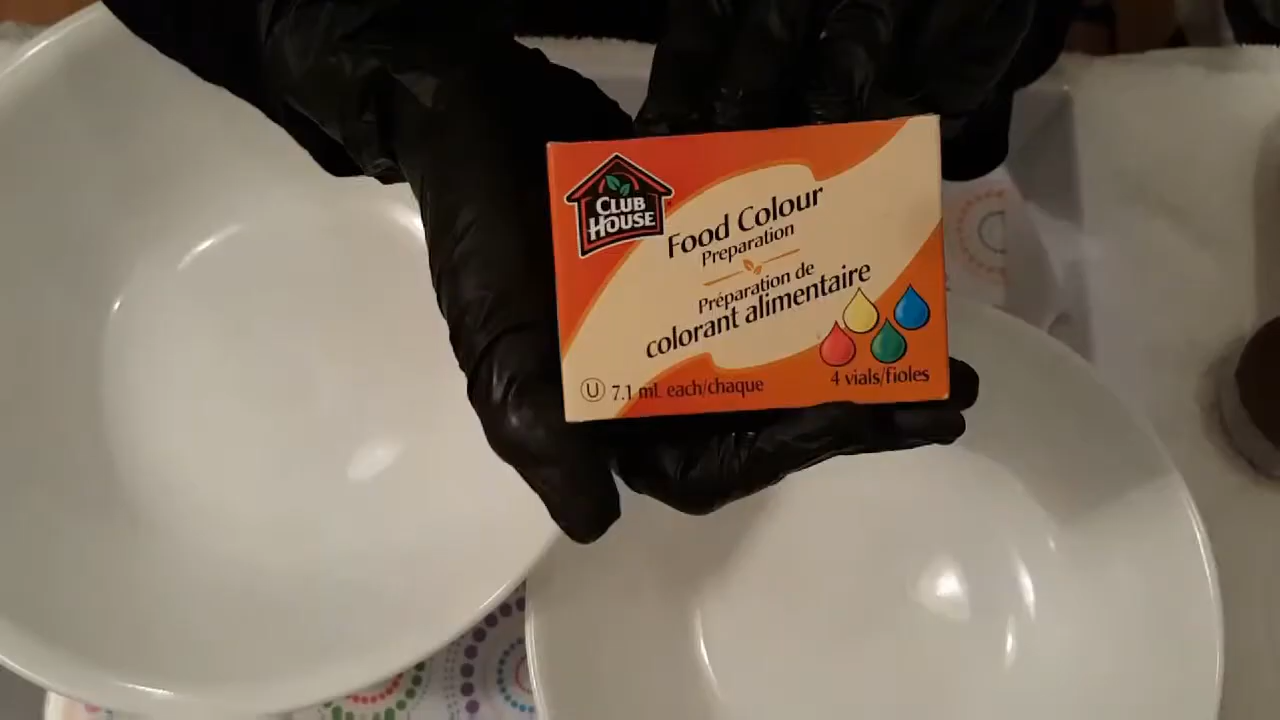 CLUB
HOUSE
Food Colour
Preparation
Préparation de
colorant alimentaire
U 7.1 mL each/chaque
4 vials/fioles